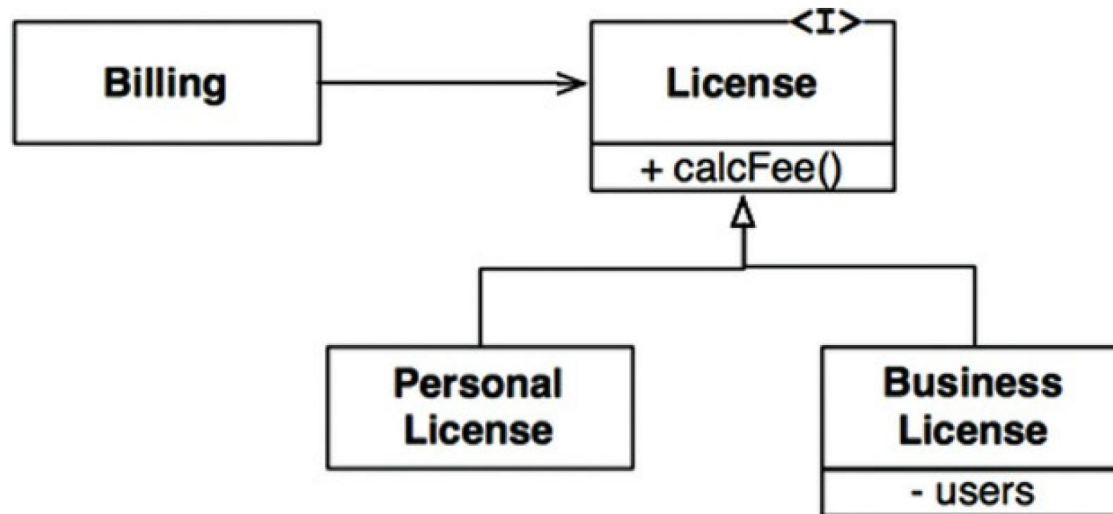 <I>
Billing
License
+ calcFee()
Personal
License
Business
License
- users